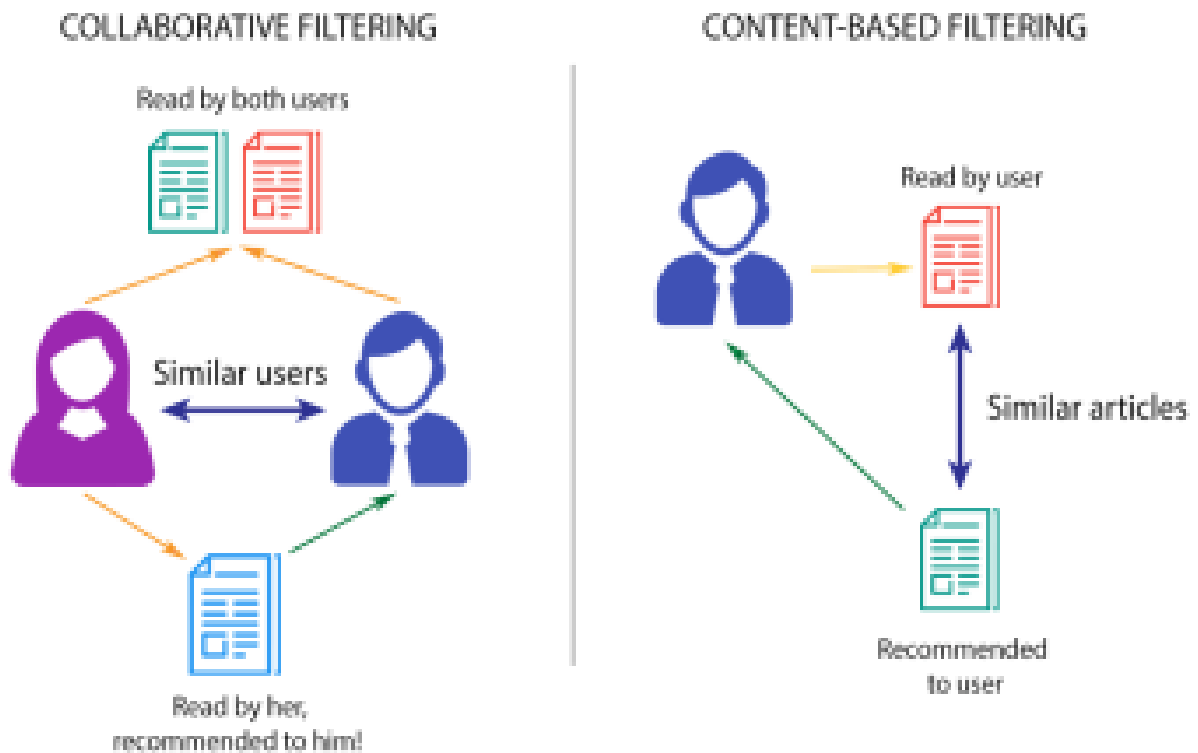 COLLABORATIVE FILTERING
Read by both users
Similar users
Read by her,
recommended to him!
CONTENT-BASED FILTERING
Read by user
Similar articles
Recommended
to user